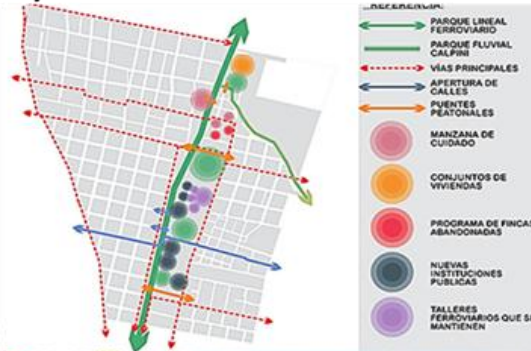 REFERENCIA:
PARQUE LINEAL
FERROVIARIO
PARQUE FLUVIAL
CALPINI
VÍAS PRINCIPALES
APERTURA DE
CALLES
PUENTES
PEATONALES
MANZANA DE
CUIDADO
CONJUNTOS DE
VIVIENDAS
PROGRAMA DE FINCAS
ABANDONADAS
NUEVAS
INSTITUCIONES
PUBLICAS
TALLERES
FERROVIARIOS QUE SE
MANTIENEN